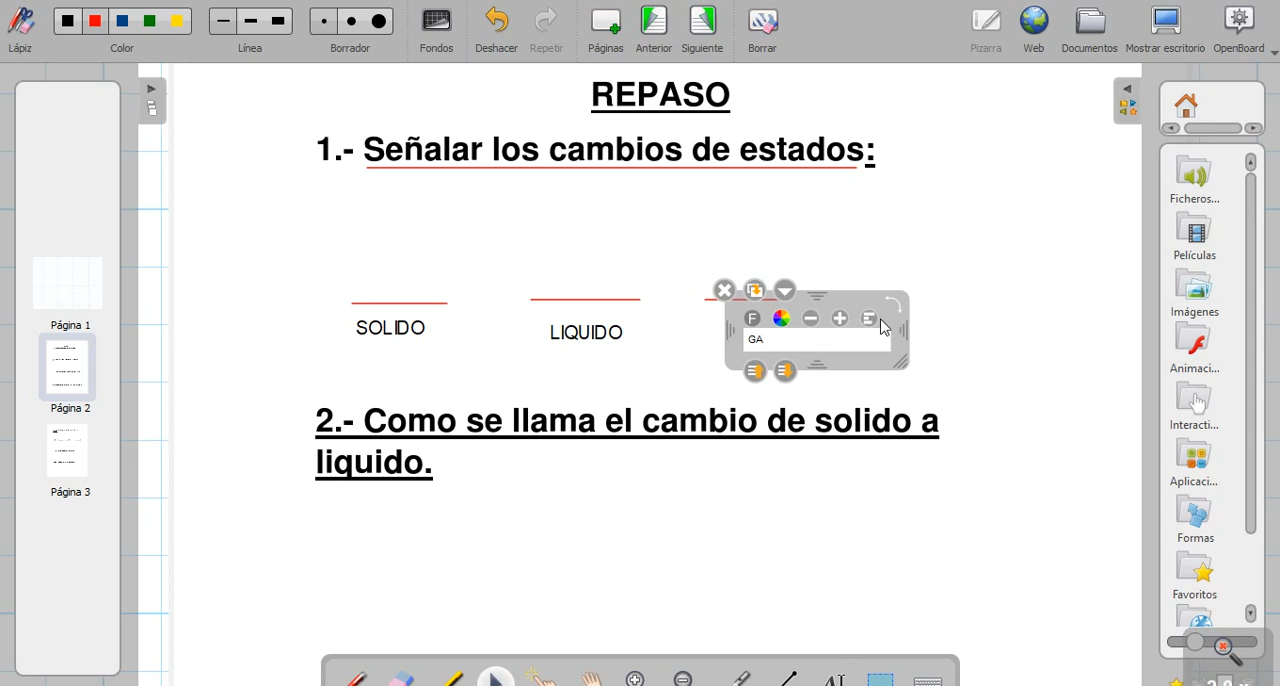 Lápiz
Color
Línea
Borrador
Fondos
Deshacer
Repetir
Páginas
Anterior
Siguiente
Borrar
Pizarra
Web
Documentos
Mostrar escritorio
OpenBoard
REPASO
1.- Señalar los cambios de estados:
SOLIDO
LIQUIDO
F
GA
2.- Como se llama el cambio de solido a
liquido.
Página 1
Página 2
Página 3
Ficheros...
Películas
Imágenes
Animaci...
Interacti...
Aplicaci...
Formas
Favoritos